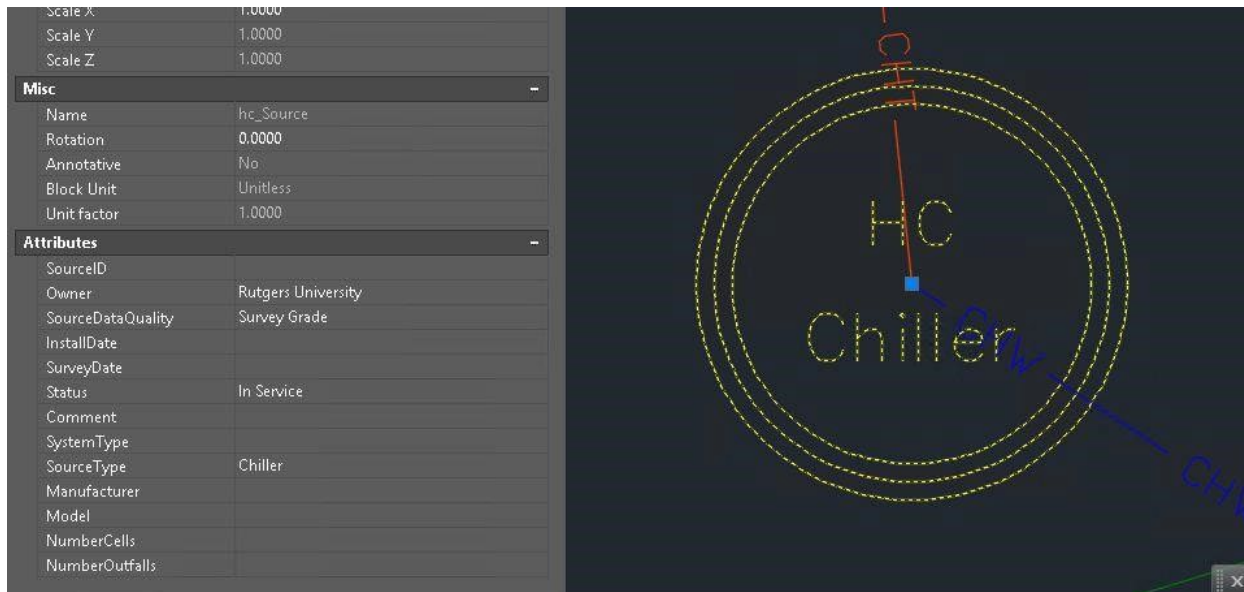 Scale X 1.0000
Scale Y 1.0000
Scale Z 1.0000
Misc
Name hc_Source
Rotation 0.0000
Annotative No
Block Unit Unitless
Unit factor 1.0000
Attributes
SourceID
Owner Rutgers University
SourceDataQuality Survey Grade
InstallDate
SurveyDate
Status In Service
Comment
SystemType
SourceType Chiller
Manufacturer
Model
NumberCells
NumberOutfalls
HC
Chiller
CHW